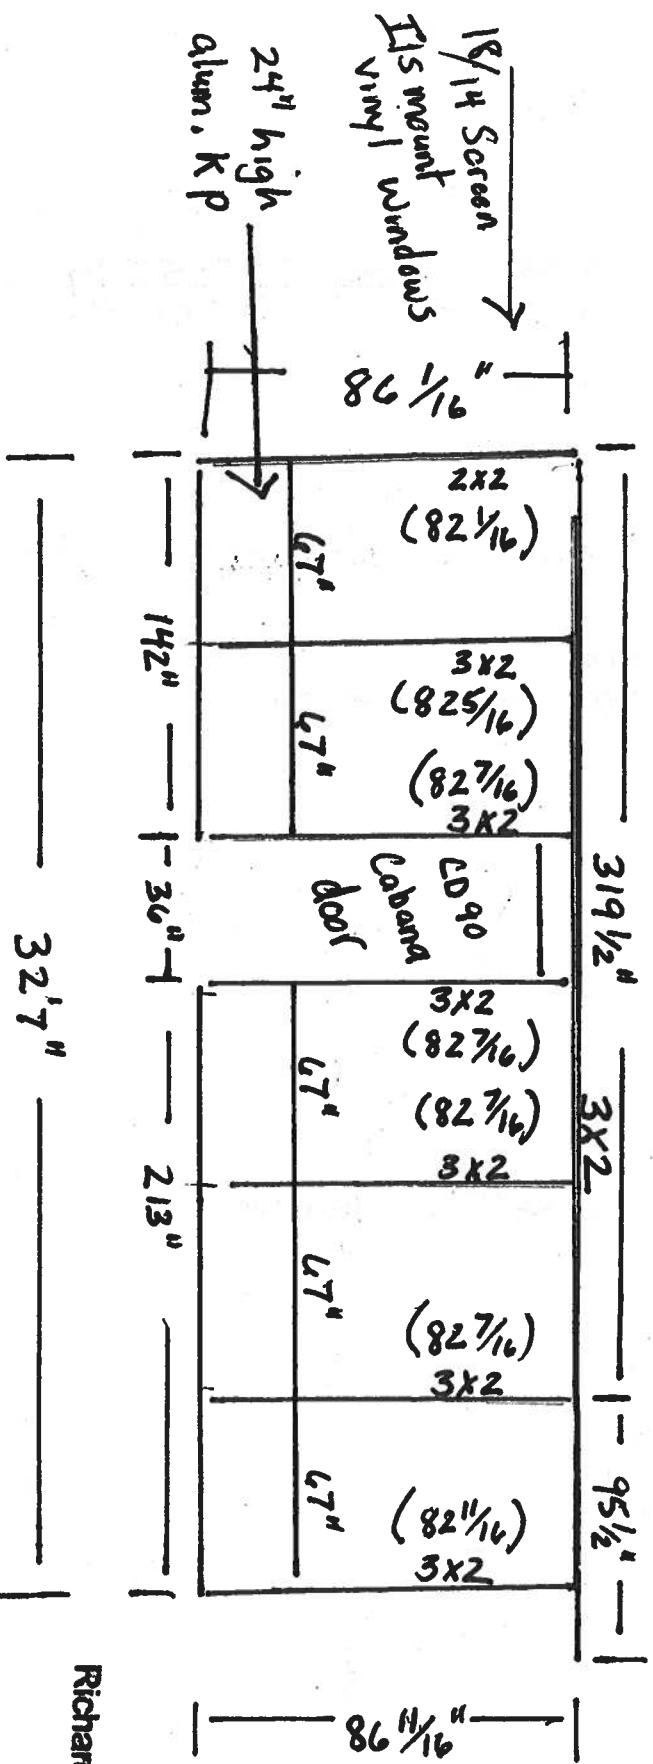 18/14 Screen
I/S mount
vinyl windows
24" high
alum. KP
86 1/16"
86 11/16"
319 1/2"
95 1/2"
3x2
2x2
(82 1/16)
3x2
(82 5/16)
(82 7/16)
3x2
CD90
Cabana
door
3x2
(82 7/16)
(82 7/16)
3x2
(82 7/16)
3x2
(82 11/16)
3x2
67"
67"
67"
67"
67"
142"
36"
213"
32'7"
Richar